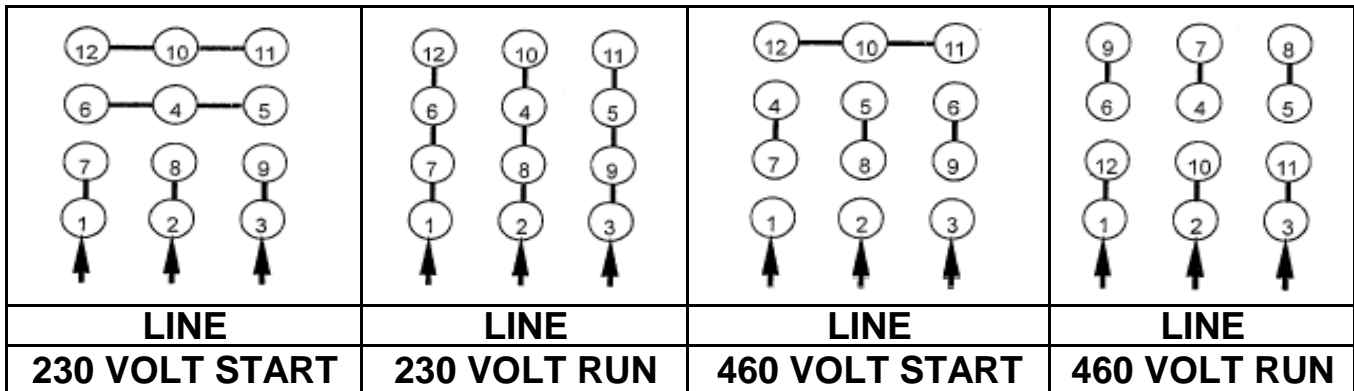 12 10 11
6 4 5
7 8 9
1 2 3
LINE
230 VOLT START
12 10 11
6 4 5
7 8 9
1 2 3
LINE
230 VOLT RUN
12 10 11
4 5 6
7 8 9
1 2 3
LINE
460 VOLT START
9 7 8
6 4 5
12 10 11
1 2 3
LINE
460 VOLT RUN